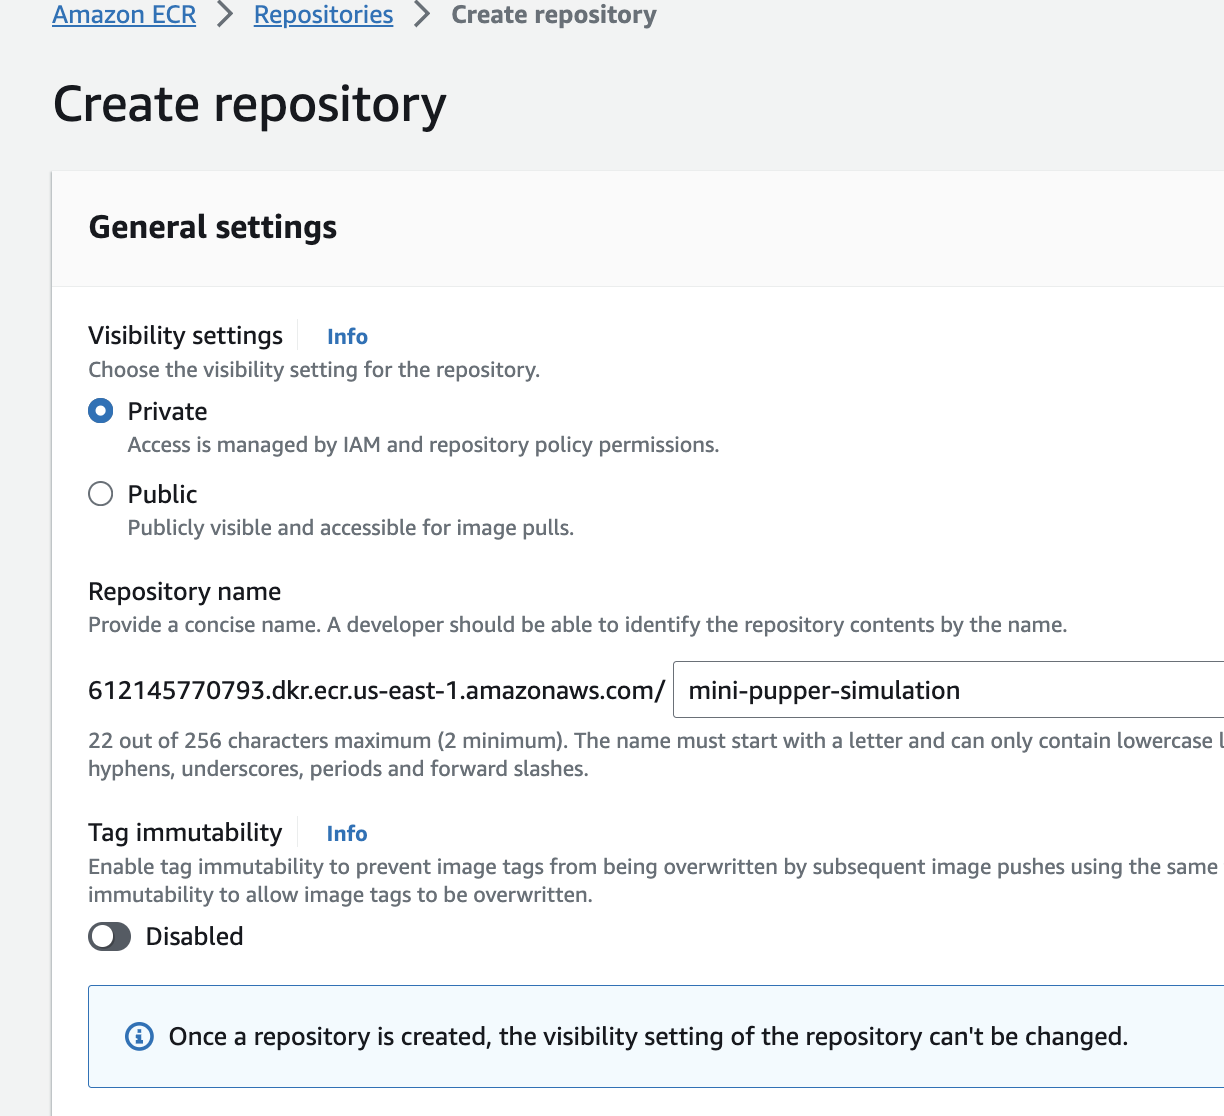 Amazon ECR > Repositories > Create repository
Create repository
General settings
Visibility settings Info
Choose the visibility setting for the repository.
Private
Access is managed by IAM and repository policy permissions.
Public
Publicly visible and accessible for image pulls.
Repository name
Provide a concise name. A developer should be able to identify the repository contents by the name.
612145770793.dkr.ecr.us-east-1.amazonaws.com/ mini-pupper-simulation
22 out of 256 characters maximum (2 minimum). The name must start with a letter and can only contain lowercase
hyphens, underscores, periods and forward slashes.
Tag immutability Info
Enable tag immutability to prevent image tags from being overwritten by subsequent image pushes using the same
immutability to allow image tags to be overwritten.
Disabled
Once a repository is created, the visibility setting of the repository can't be changed.